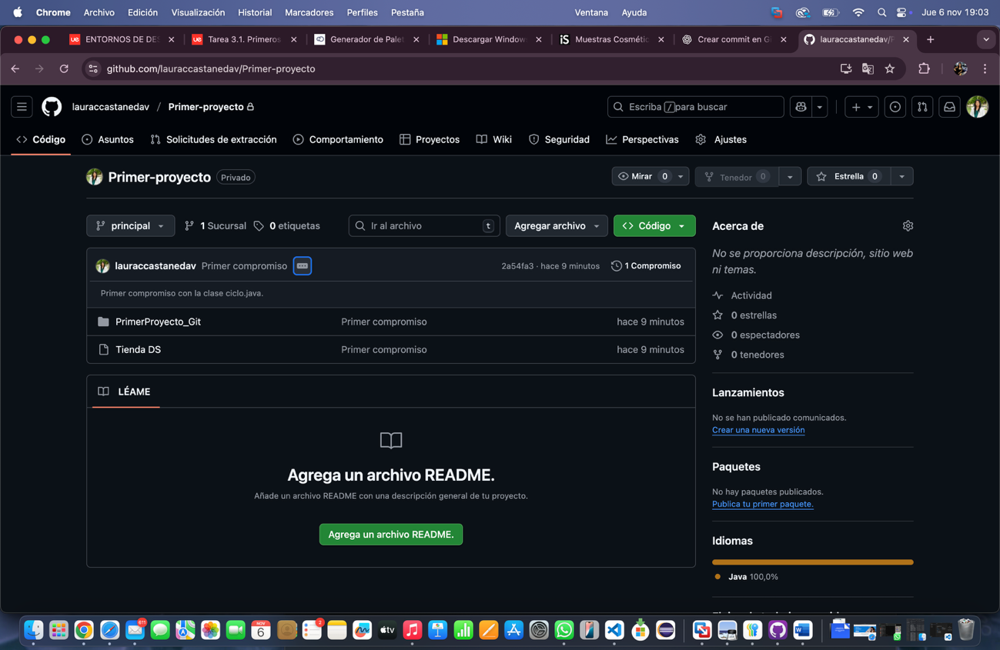 Chrome Archivo Edición Visualización Historial Marcadores Perfiles Pestaña Ventana Ayuda Jue 6 nov 19:03
ENTORNOS DE DES Tarea 3.1. Primeros Generador de Pale Descargar Window iS Muestras Cosmétic Crear commit en Gi lauraccastanedav/P
github.com/lauraccastanedav/Primer-proyecto
lauraccastanedav / Primer-proyecto Escriba / para buscar
Código Asuntos Solicitudes de extracción Comportamiento Proyectos Wiki Seguridad Perspectivas Ajustes
Primer-proyecto Privado Mirar 0 Tenedor 0 Estrella 0
principal 1 Sucursal 0 etiquetas Ir al archivo t Agregar archivo Código
lauraccastanedav Primer compromiso 2a54fa3 · hace 9 minutos 1 Compromiso
Primer compromiso con la clase ciclo.java.
PrimerProyecto_Git Primer compromiso hace 9 minutos
Tienda DS Primer compromiso hace 9 minutos
LÉAME
Agrega un archivo README.
Añade un archivo README con una descripción general de tu proyecto.
Agrega un archivo README.
Acerca de
No se proporciona descripción, sitio web
ni temas.
Actividad
0 estrellas
0 espectadores
0 tenedores
Lanzamientos
No se han publicado comunicados.
Crear una nueva versión
Paquetes
No hay paquetes publicados.
Publica tu primer paquete.
Idiomas
Java 100,0%
611 NOV 6 2 tv